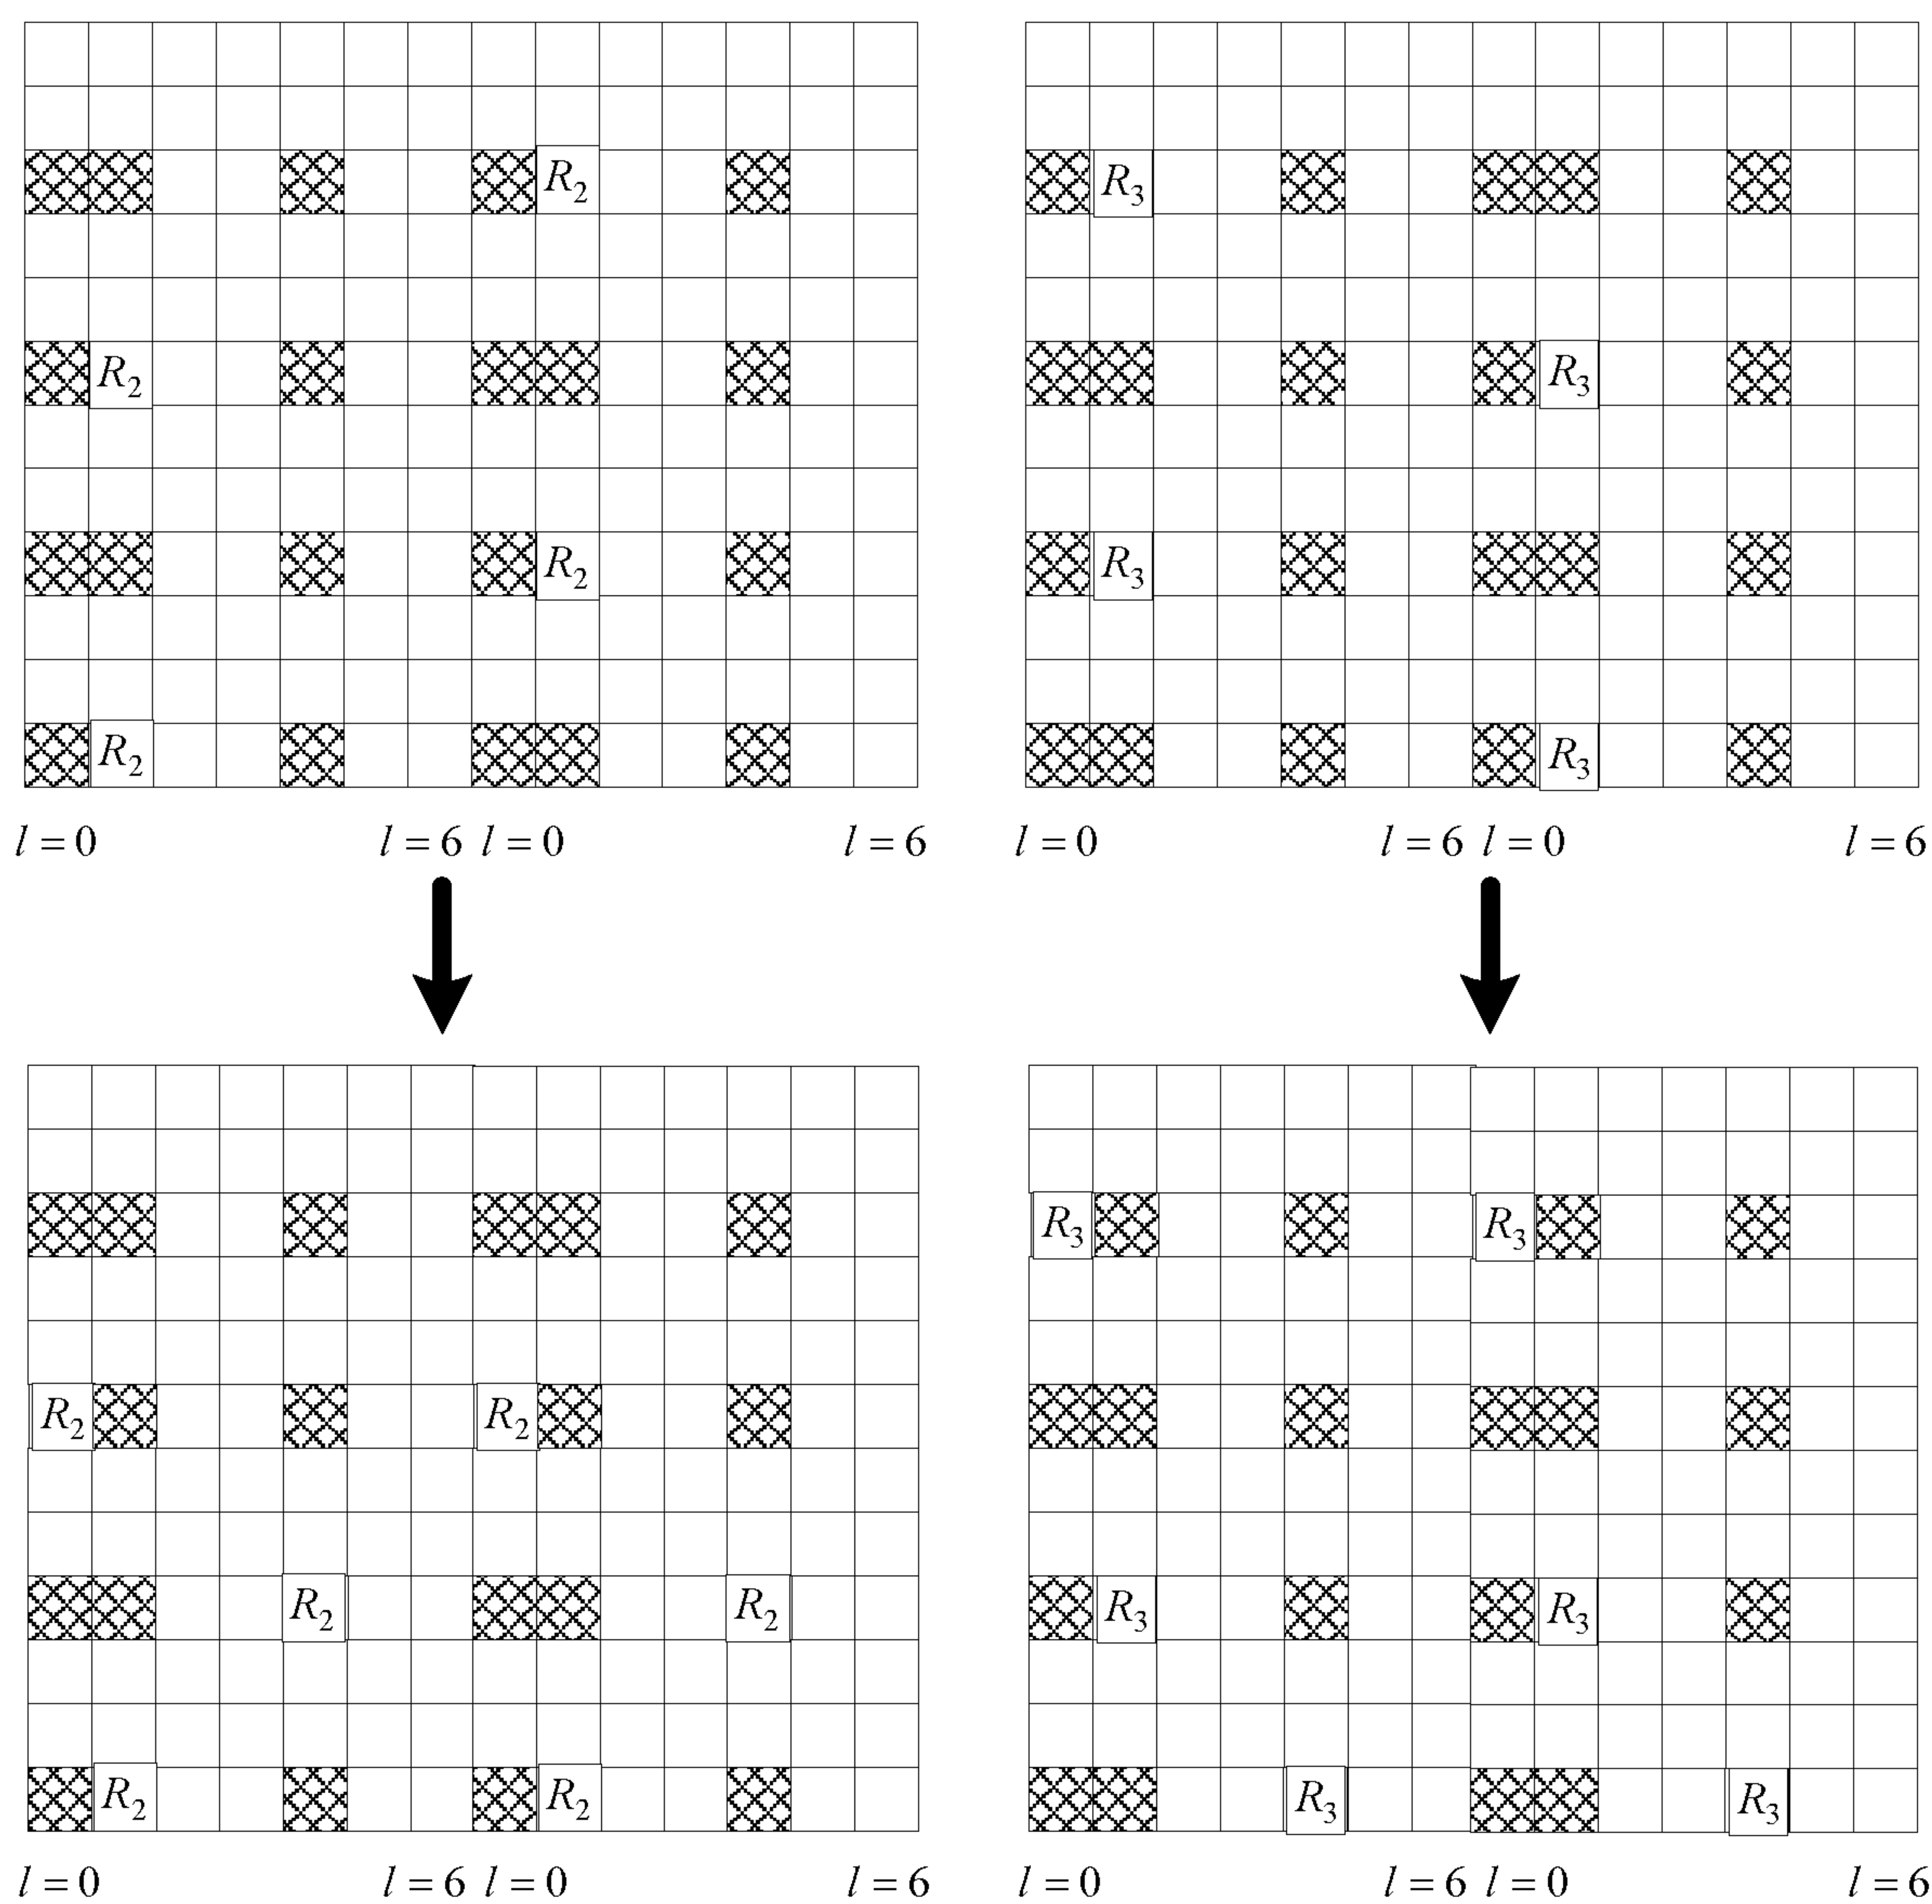 R₂ R₃
R₂ R₃
R₂ R₃
R₂ R₃
l = 0 l = 6 l = 0 l = 6 l = 0 l = 6 l = 0 l = 6
R₃ R₃
R₂ R₂
R₂ R₂ R₃ R₃
R₂ R₂ R₃ R₃
l = 0 l = 6 l = 0 l = 6 l = 0 l = 6 l = 0 l = 6